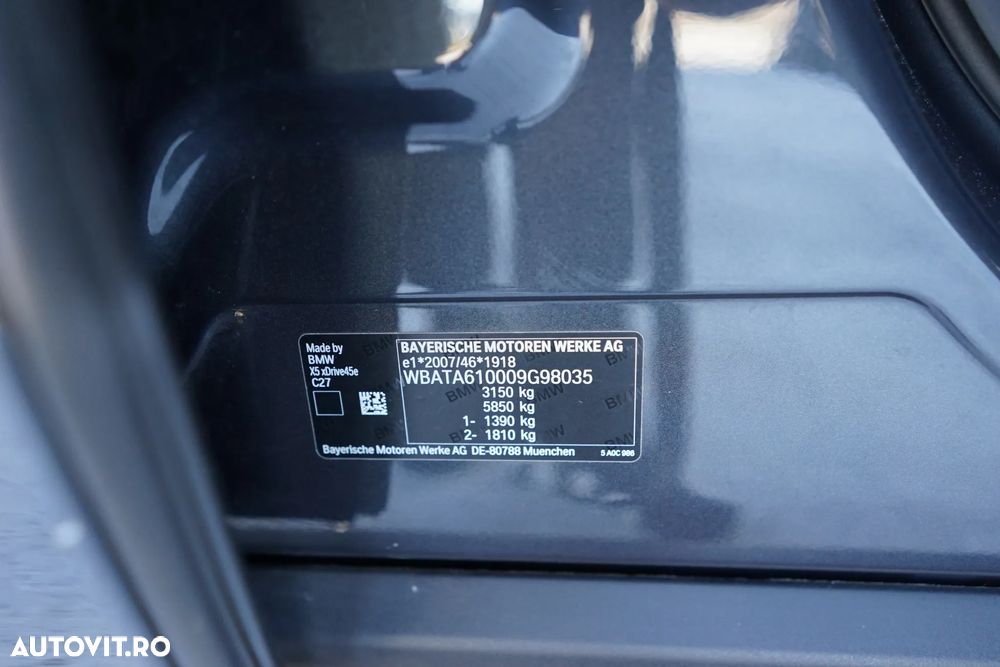 Made by
BMW
X5 xDrive45e
C27
BAYERISCHE MOTOREN WERKE AG
e1*2007/46*1918
WBATA610009G98035
3150 kg
5850 kg
1- 1390 kg
2- 1810 kg
Bayerische Motoren Werke AG DE-80788 Muenchen
5 A0C 986
AUTOVIT.RO